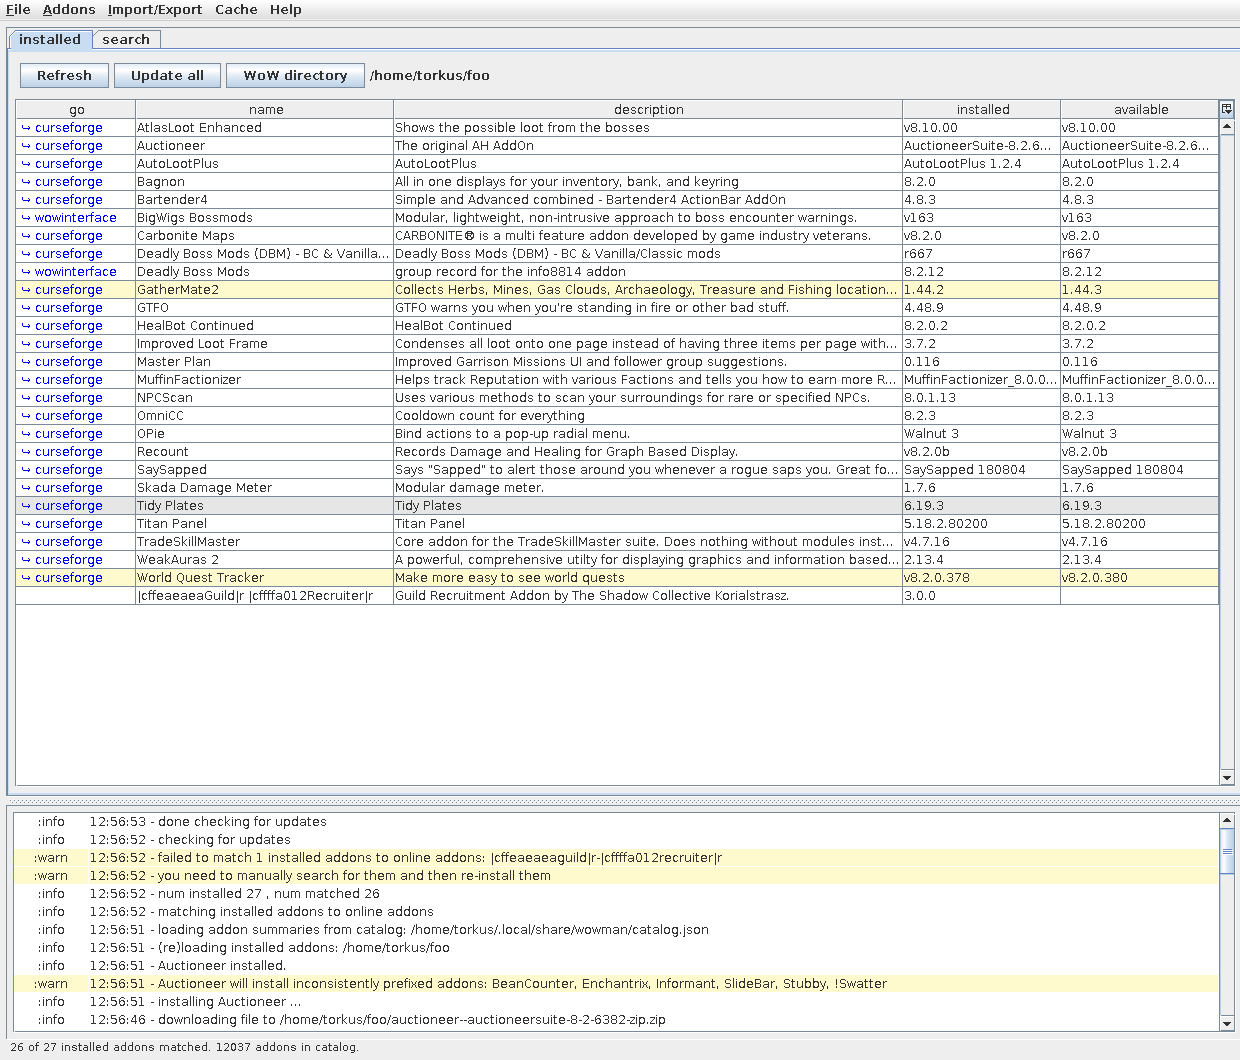 File Addons Import/Export Cache Help
installed search
Refresh Update all WoW directory /home/torkus/foo
go name description installed available
↪ curseforge AtlasLoot Enhanced Shows the possible loot from the bosses v8.10.00 v8.10.00
↪ curseforge Auctioneer The original AH AddOn AuctioneerSuite-8.2.6... AuctioneerSuite-8.2.6...
↪ curseforge AutoLootPlus AutoLootPlus AutoLootPlus 1.2.4 AutoLootPlus 1.2.4
↪ curseforge Bagnon All in one displays for your inventory, bank, and keyring 8.2.0 8.2.0
↪ curseforge Bartender4 Simple and Advanced combined - Bartender4 ActionBar AddOn 4.8.3 4.8.3
↪ wowinterface BigWigs Bossmods Modular, lightweight, non-intrusive approach to boss encounter warnings. v163 v163
↪ curseforge Carbonite Maps CARBONITE® is a multi feature addon developed by game industry veterans. v8.2.0 v8.2.0
↪ curseforge Deadly Boss Mods (DBM) - BC & Vanilla... Deadly Boss Mods (DBM) - BC & Vanilla/Classic mods r667 r667
↪ wowinterface Deadly Boss Mods group record for the info8814 addon 8.2.12 8.2.12
↪ curseforge GatherMate2 Collects Herbs, Mines, Gas Clouds, Archaeology, Treasure and Fishing location... 1.44.2 1.44.3
↪ curseforge GTFO GTFO warns you when you're standing in fire or other bad stuff. 4.48.9 4.48.9
↪ curseforge HealBot Continued HealBot Continued 8.2.0.2 8.2.0.2
↪ curseforge Improved Loot Frame Condenses all loot onto one page instead of having three items per page with... 3.7.2 3.7.2
↪ curseforge Master Plan Improved Garrison Missions UI and follower group suggestions. 0.116 0.116
↪ curseforge MuffinFactionizer Helps track Reputation with various Factions and tells you how to earn more R... MuffinFactionizer_8.0.0... MuffinFactionizer_8.0.0...
↪ curseforge NPCScan Uses various methods to scan your surroundings for rare or specified NPCs. 8.0.1.13 8.0.1.13
↪ curseforge OmniCC Cooldown count for everything 8.2.3 8.2.3
↪ curseforge OPie Bind actions to a pop-up radial menu. Walnut 3 Walnut 3
↪ curseforge Recount Records Damage and Healing for Graph Based Display. v8.2.0b v8.2.0b
↪ curseforge SaySapped Says "Sapped" to alert those around you whenever a rogue saps you. Great fo... SaySapped 180804 SaySapped 180804
↪ curseforge Skada Damage Meter Modular damage meter. 1.7.6 1.7.6
↪ curseforge Tidy Plates Tidy Plates 6.19.3 6.19.3
↪ curseforge Titan Panel Titan Panel 5.18.2.80200 5.18.2.80200
↪ curseforge TradeSkillMaster Core addon for the TradeSkillMaster suite. Does nothing without modules inst... v4.7.16 v4.7.16
↪ curseforge WeakAuras 2 A powerful, comprehensive utilty for displaying graphics and information based... 2.13.4 2.13.4
↪ curseforge World Quest Tracker Make more easy to see world quests v8.2.0.378 v8.2.0.380
|cffeaeaeaGuild|r |cffffa012Recruiter|r Guild Recruitment Addon by The Shadow Collective Korialstrasz. 3.0.0
:info 12:56:53 - done checking for updates
:info 12:56:52 - checking for updates
:warn 12:56:52 - failed to match 1 installed addons to online addons: |cffeaeaeaguild|r-|cffffa012recruiter|r
:warn 12:56:52 - you need to manually search for them and then re-install them
:info 12:56:52 - num installed 27 , num matched 26
:info 12:56:52 - matching installed addons to online addons
:info 12:56:51 - loading addon summaries from catalog: /home/torkus/.local/share/wowman/catalog.json
:info 12:56:51 - (re)loading installed addons: /home/torkus/foo
:info 12:56:51 - Auctioneer installed.
:warn 12:56:51 - Auctioneer will install inconsistently prefixed addons: BeanCounter, Enchantrix, Informant, SlideBar, Stubby, !Swatter
:info 12:56:51 - installing Auctioneer ...
:info 12:56:46 - downloading file to /home/torkus/foo/auctioneer--auctioneersuite-8-2-6382-zip.zip
26 of 27 installed addons matched. 12037 addons in catalog.